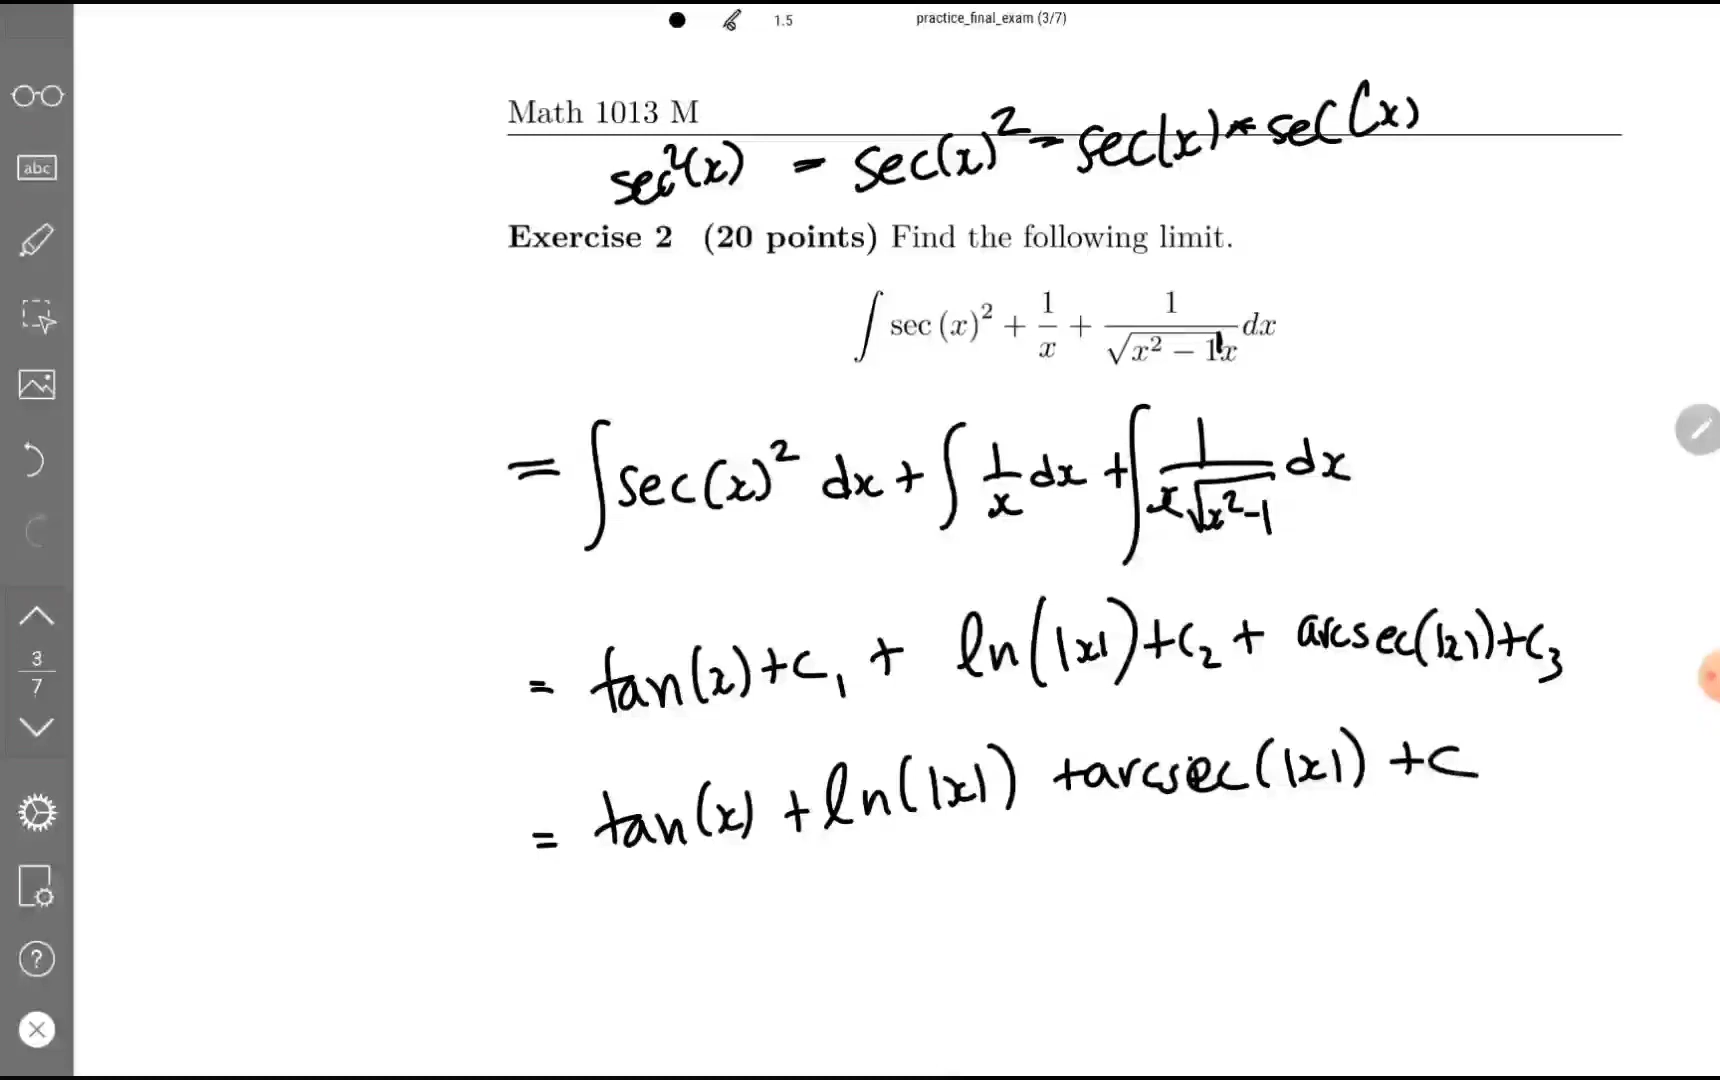 1.5 practice_final_exam (3/7)
abc
Math 1013 M
sec²(x) = sec(x)² = sec(x)*sec(x)
Exercise 2 (20 points) Find the following limit.
∫ sec (x)² + 1/x + 1/(√(x² − 1)x) dx
= ∫ sec(x)² dx + ∫ 1/x dx + ∫ 1/(x√(x²-1)) dx
= tan(x)+C₁ + ln(|x|)+C₂ + arcsec(|x|)+C₃
= tan(x) + ln(|x|) + arcsec(|x|) + C
3
7
?